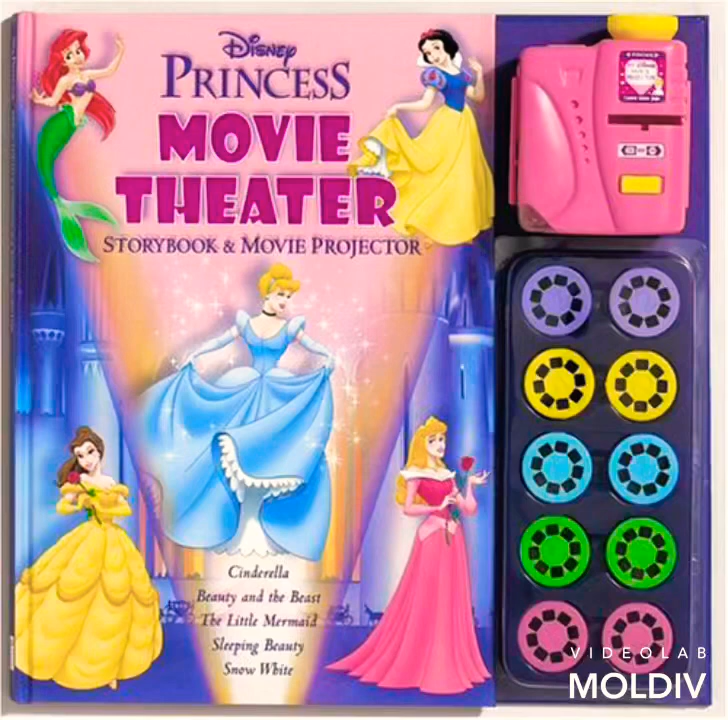 Disney
PRINCESS
MOVIE
THEATER
STORYBOOK & MOVIE PROJECTOR
Cinderella
Beauty and the Beast
The Little Mermaid
Sleeping Beauty
Snow White
VIDEOLAB
MOLDIV